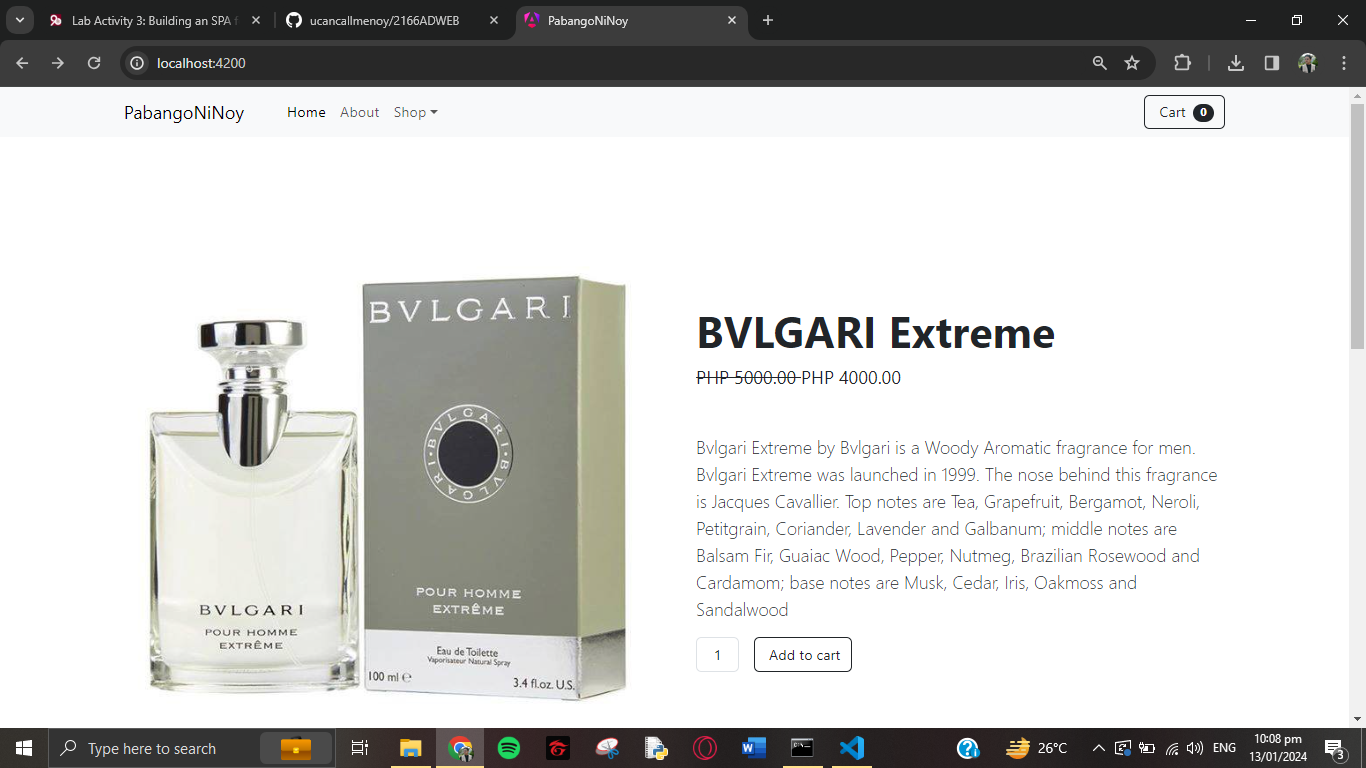 Lab Activity 3: Building an SPA
ucancallmenoy/2166ADWEB
PabangoNiNoy
localhost:4200
PabangoNiNoy
Home
About
Shop
Cart 0
BVLGARI
BVLGARI·BVLGARI·
POUR HOMME
EXTRÊME
Eau de Toilette
Vaporisateur Natural Spray
100 ml ℮
3.4 fl.oz. U.S.
BVLGARI
POUR HOMME
EXTRÊME
BVLGARI Extreme
PHP 5000.00 PHP 4000.00
Bvlgari Extreme by Bvlgari is a Woody Aromatic fragrance for men.
Bvlgari Extreme was launched in 1999. The nose behind this fragrance
is Jacques Cavallier. Top notes are Tea, Grapefruit, Bergamot, Neroli,
Petitgrain, Coriander, Lavender and Galbanum; middle notes are
Balsam Fir, Guaiac Wood, Pepper, Nutmeg, Brazilian Rosewood and
Cardamom; base notes are Musk, Cedar, Iris, Oakmoss and
Sandalwood
1
Add to cart
Type here to search
26°C
ENG
10:08 pm
13/01/2024
3